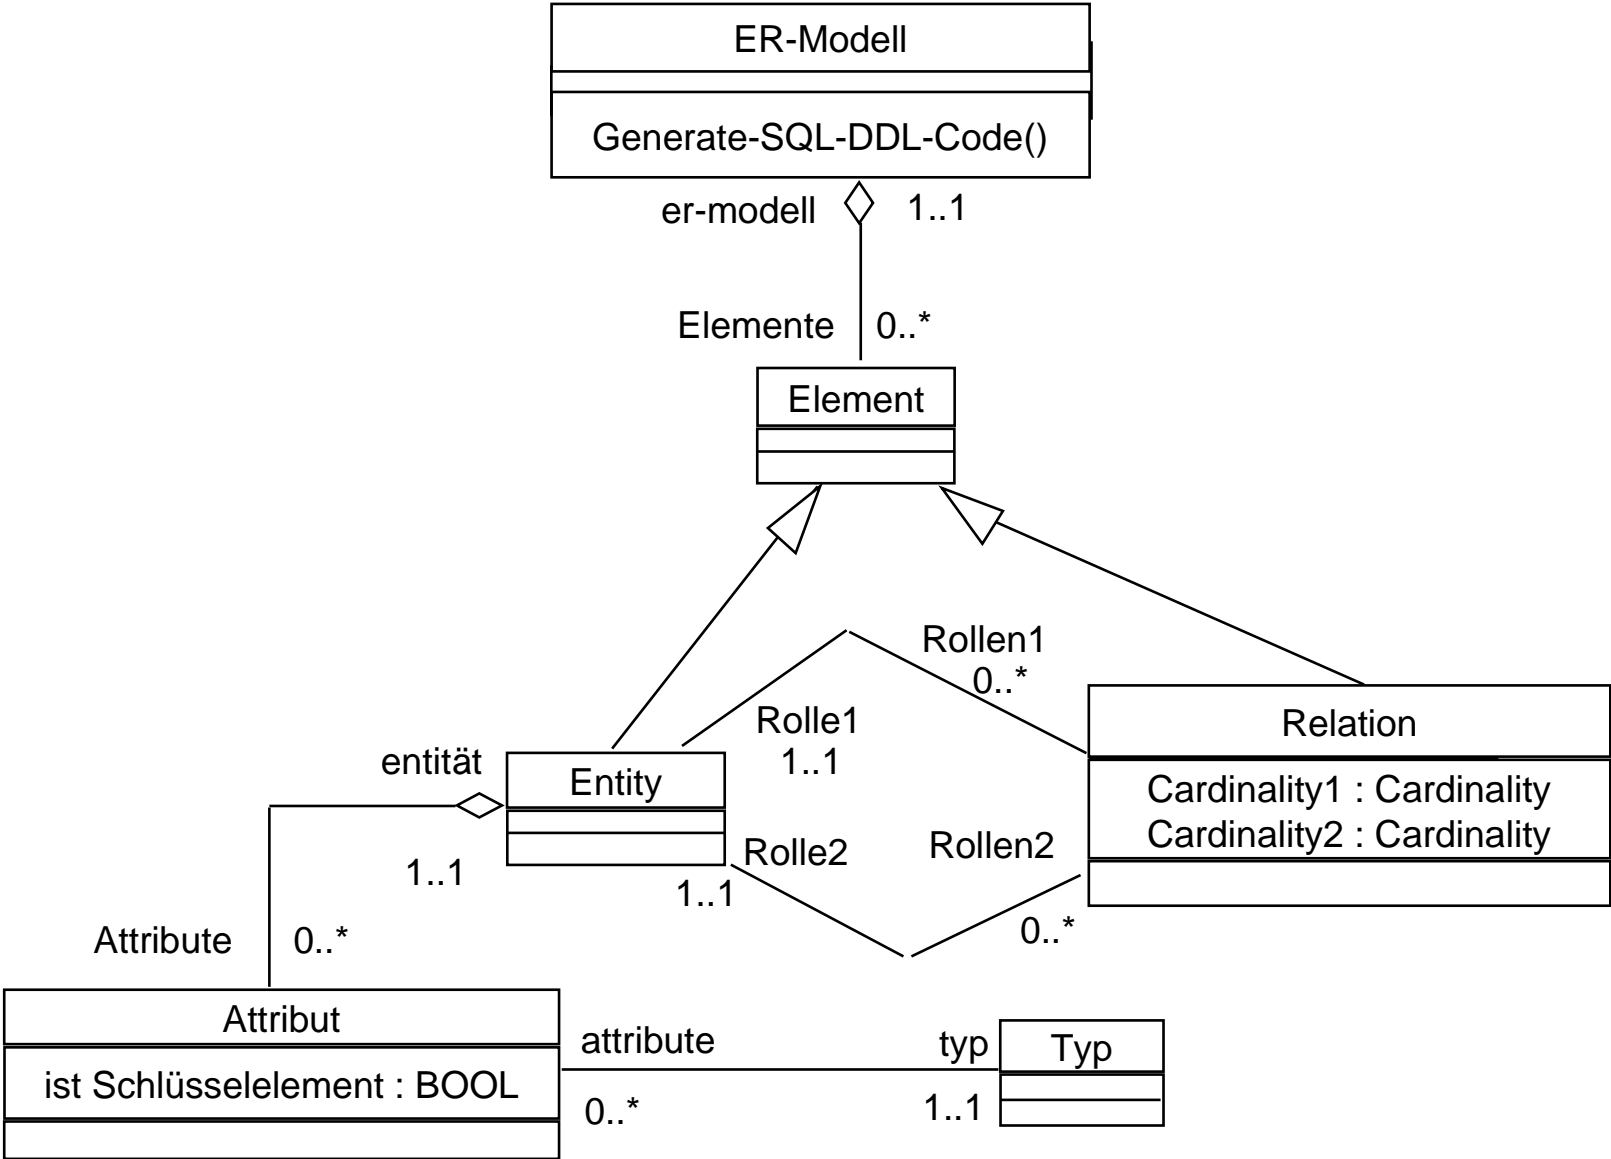 ER-Modell
Generate-SQL-DDL-Code()
er-modell 1..1
Elemente 0..*
Element
Rollen1
0..*
Rolle1
1..1
Relation
Cardinality1 : Cardinality
Cardinality2 : Cardinality
entität
Entity
1..1
Rolle2
1..1
Rollen2
0..*
Attribute 0..*
Attribut
ist Schlüsselelement : BOOL
attribute
0..*
typ
1..1
Typ